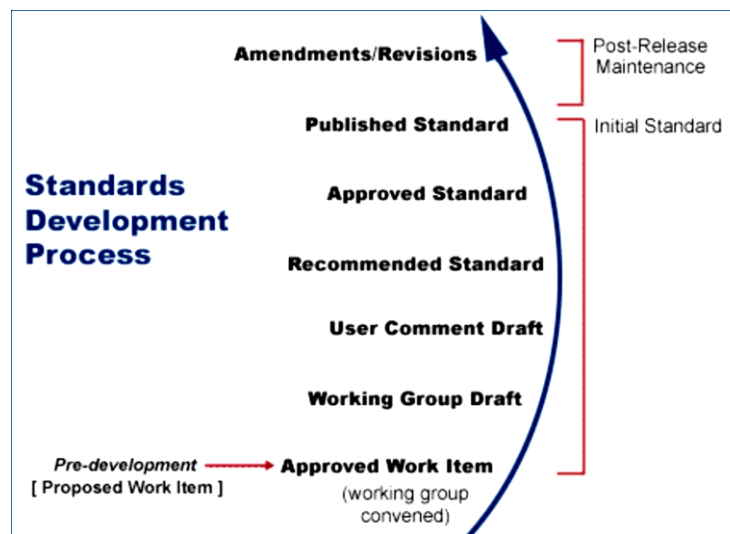 Amendments/Revisions
Post-Release
Maintenance
Published Standard
Initial Standard
Standards
Development
Process
Approved Standard
Recommended Standard
User Comment Draft
Working Group Draft
Pre-development
[ Proposed Work Item ]
Approved Work Item
(working group
convened)